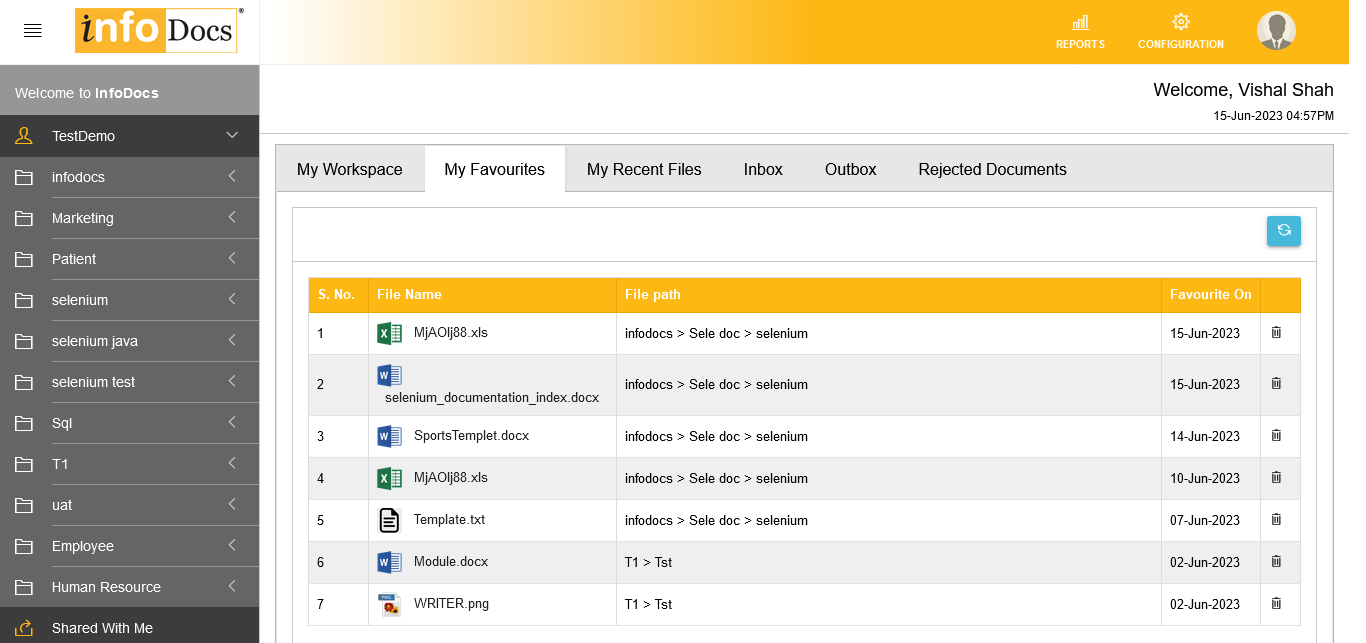 info Docs ®
REPORTS
CONFIGURATION
Welcome to InfoDocs
Welcome, Vishal Shah
15-Jun-2023 04:57PM
TestDemo
infodocs
Marketing
Patient
selenium
selenium java
selenium test
Sql
T1
uat
Employee
Human Resource
Shared With Me
My Workspace My Favourites My Recent Files Inbox Outbox Rejected Documents
S. No. File Name File path Favourite On
1 MjAOIj88.xls infodocs > Sele doc > selenium 15-Jun-2023
2 selenium_documentation_index.docx infodocs > Sele doc > selenium 15-Jun-2023
3 SportsTemplet.docx infodocs > Sele doc > selenium 14-Jun-2023
4 MjAOIj88.xls infodocs > Sele doc > selenium 10-Jun-2023
5 Template.txt infodocs > Sele doc > selenium 07-Jun-2023
6 Module.docx T1 > Tst 02-Jun-2023
7 WRITER.png T1 > Tst 02-Jun-2023